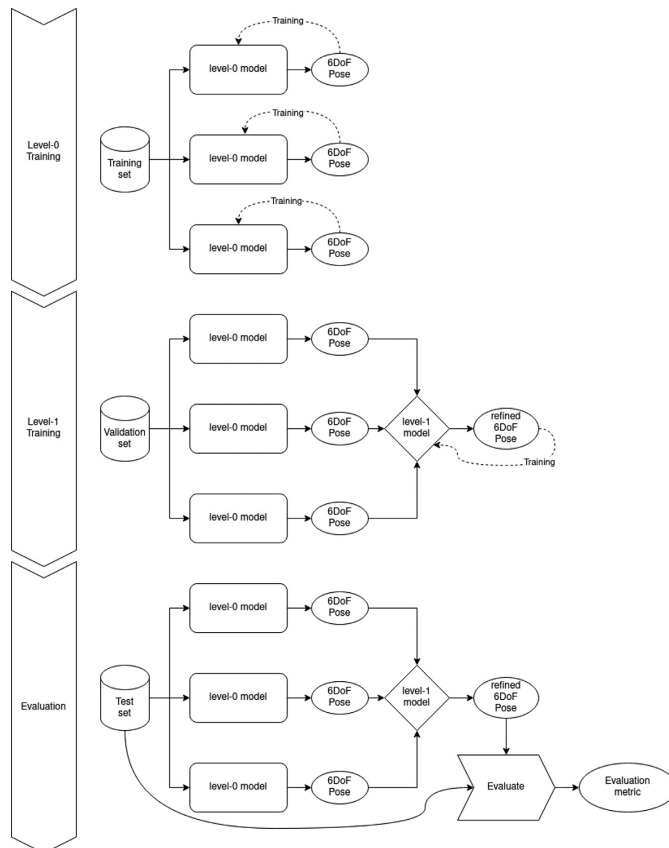 Level-0
Training
Training
set
Training
level-0 model
6DoF
Pose
Training
level-0 model
6DoF
Pose
Training
level-0 model
6DoF
Pose
Level-1
Training
Validation
set
level-0 model
6DoF
Pose
level-0 model
6DoF
Pose
level-0 model
6DoF
Pose
level-1
model
refined
6DoF
Pose
Training
Evaluation
Test
set
level-0 model
6DoF
Pose
level-0 model
6DoF
Pose
level-0 model
6DoF
Pose
level-1
model
refined
6DoF
Pose
Evaluate
Evaluation
metric